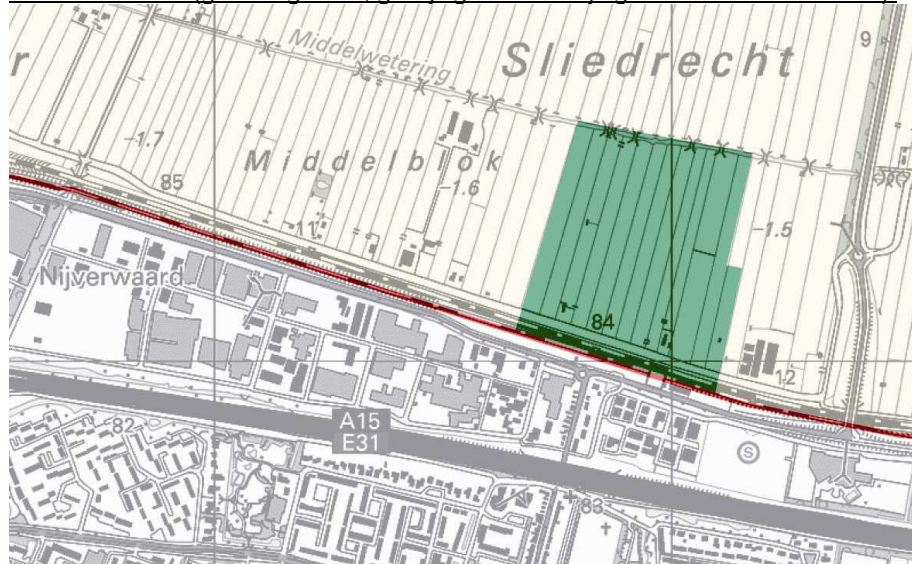 9
Middelwetering
Sliedrecht
r
-1.7
Middelblok
-1.6
85
11
-1.5
Nijverwaard
84
12
A15
E31
82
S
83